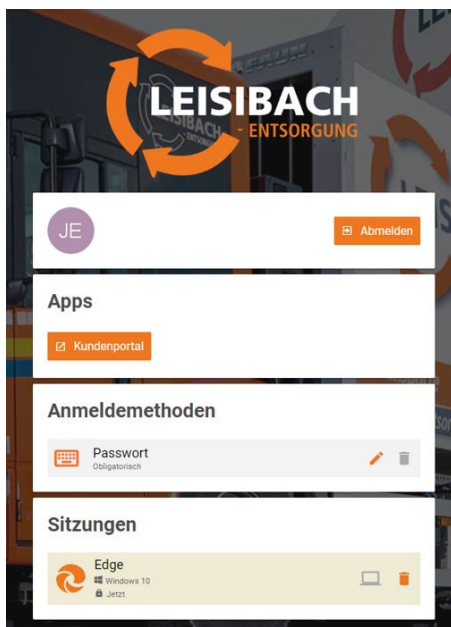 LEISIBACH
- ENTSORGUNG
JE
Abmelden
Apps
Kundenportal
Anmeldemethoden
Passwort
Obligatorisch
Sitzungen
Edge
Windows 10
Jetzt